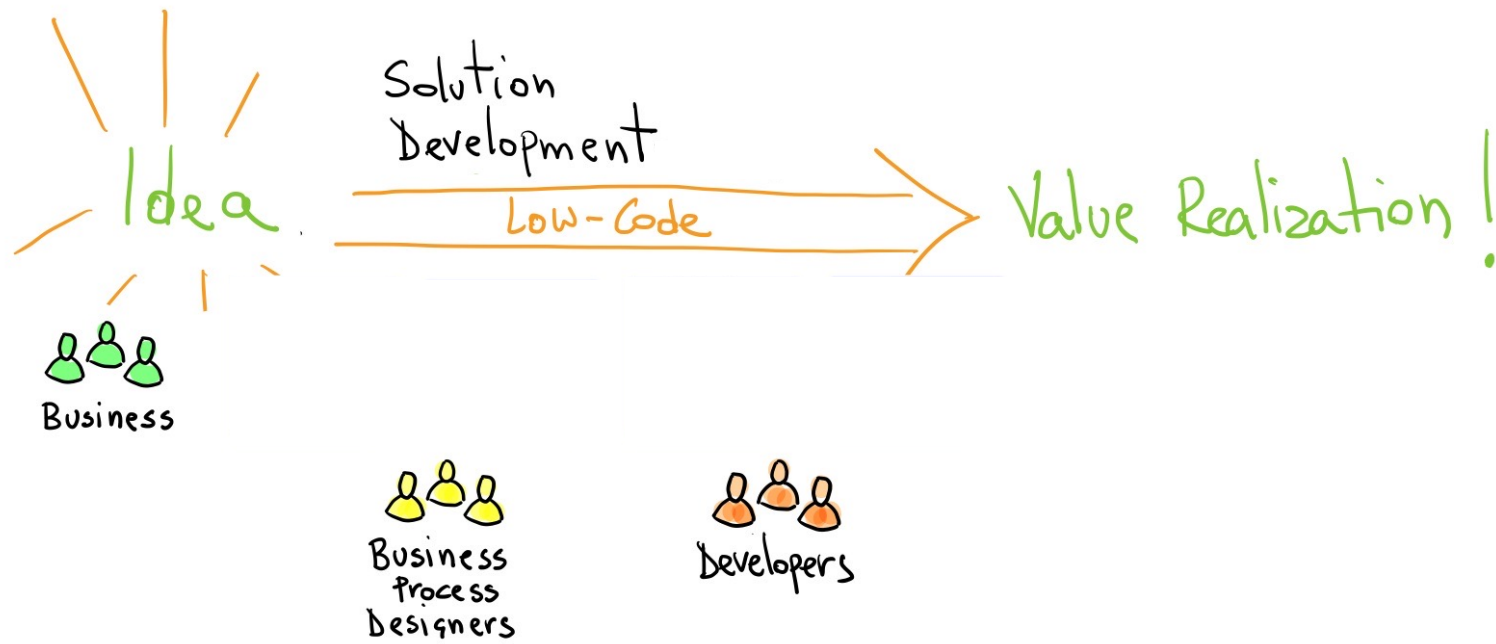 Solution
Development
Idea
Low-Code
Value Realization!
Business
Business
Process
Designers
Developers